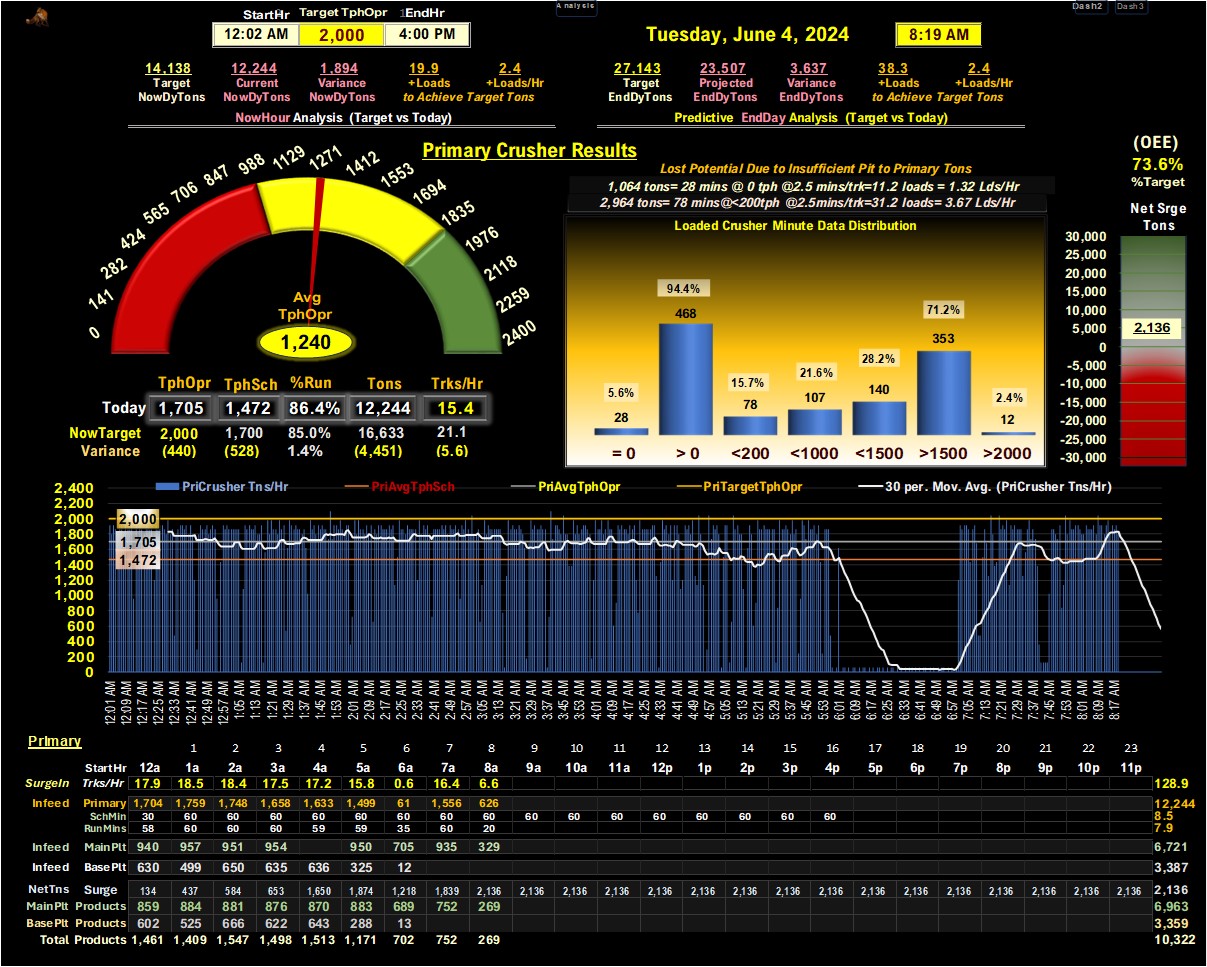 Analysis
Dash2 Dash3
StartHr Target TphOpr 1EndHr
12:02 AM 2,000 4:00 PM
Tuesday, June 4, 2024 8:19 AM
14,138 12,244 1,894 19.9 2.4
Target Current Variance +Loads +Loads/Hr
NowDyTons NowDyTons NowDyTons to Achieve Target Tons
NowHour Analysis (Target vs Today)
27,143 23,507 3,637 38.3 2.4
Target Projected Variance +Loads +Loads/Hr
EndDyTons EndDyTons EndDyTons to Achieve Target Tons
Predictive EndDay Analysis (Target vs Today)
Primary Crusher Results
0 141 282 424 565 706 847 988 1129 1271 1412 1553 1694 1835 1976 2118 2259 2400
Avg
TphOpr
1,240
TphOpr TphSch %Run Tons Trks/Hr
Today 1,705 1,472 86.4% 12,244 15.4
NowTarget 2,000 1,700 85.0% 16,633 21.1
Variance (440) (528) 1.4% (4,451) (5.6)
Lost Potential Due to Insufficient Pit to Primary Tons
1,064 tons= 28 mins @ 0 tph @2.5 mins/trk=11.2 loads = 1.32 Lds/Hr
2,964 tons= 78 mins@<200tph @2.5mins/trk=31.2 loads= 3.67 Lds/Hr
Loaded Crusher Minute Data Distribution
5.6% 94.4% 15.7% 21.6% 28.2% 71.2% 2.4%
28 468 78 107 140 353 12
= 0 > 0 <200 <1000 <1500 >1500 >2000
(OEE)
73.6%
%Target
Net Srge
Tons
30,000
25,000
20,000
15,000
10,000
5,000
0
-5,000
-10,000
-15,000
-20,000
-25,000
-30,000
2,136
PriCrusher Tns/Hr PriAvgTphSch PriAvgTphOpr PriTargetTphOpr 30 per. Mov. Avg. (PriCrusher Tns/Hr)
2,400
2,200
2,000
1,800
1,600
1,400
1,200
1,000
800
600
400
200
0
2,000
1,705
1,472
12:01 AM 12:09 AM 12:17 AM 12:25 AM 12:33 AM 12:41 AM 12:49 AM 12:57 AM 1:05 AM 1:13 AM 1:21 AM 1:29 AM 1:37 AM 1:45 AM 1:53 AM 2:01 AM 2:09 AM 2:17 AM 2:25 AM 2:33 AM 2:41 AM 2:49 AM 2:57 AM 3:05 AM 3:13 AM 3:21 AM 3:29 AM 3:37 AM 3:45 AM 3:53 AM 4:01 AM 4:09 AM 4:17 AM 4:25 AM 4:33 AM 4:41 AM 4:49 AM 4:57 AM 5:05 AM 5:13 AM 5:21 AM 5:29 AM 5:37 AM 5:45 AM 5:53 AM 6:01 AM 6:09 AM 6:17 AM 6:25 AM 6:33 AM 6:41 AM 6:49 AM 6:57 AM 7:05 AM 7:13 AM 7:21 AM 7:29 AM 7:37 AM 7:45 AM 7:53 AM 8:01 AM 8:09 AM 8:17 AM
Primary 1 2 3 4 5 6 7 8 9 10 11 12 13 14 15 16 17 18 19 20 21 22 23
StartHr 12a 1a 2a 3a 4a 5a 6a 7a 8a 9a 10a 11a 12p 1p 2p 3p 4p 5p 6p 7p 8p 9p 10p 11p
SurgeIn Trks/Hr 17.9 18.5 18.4 17.5 17.2 15.8 0.6 16.4 6.6 128.9
Infeed Primary 1,704 1,759 1,748 1,658 1,633 1,499 61 1,556 626 12,244
SchMin 30 60 60 60 60 60 60 60 60 60 60 60 60 60 60 60 60 8.5
RunMins 58 60 60 60 59 59 35 60 20 7.9
Infeed MainPlt 940 957 951 954 950 705 935 329 6,721
Infeed BasePlt 630 499 650 635 636 325 12 3,387
NetTns Surge 134 437 584 653 1,650 1,874 1,218 1,839 2,136 2,136 2,136 2,136 2,136 2,136 2,136 2,136 2,136 2,136 2,136 2,136 2,136 2,136 2,136 2,136 2,136
MainPlt Products 859 884 881 876 870 883 689 752 269 6,963
BasePlt Products 602 525 666 622 643 288 13 3,359
Total Products 1,461 1,409 1,547 1,498 1,513 1,171 702 752 269 10,322